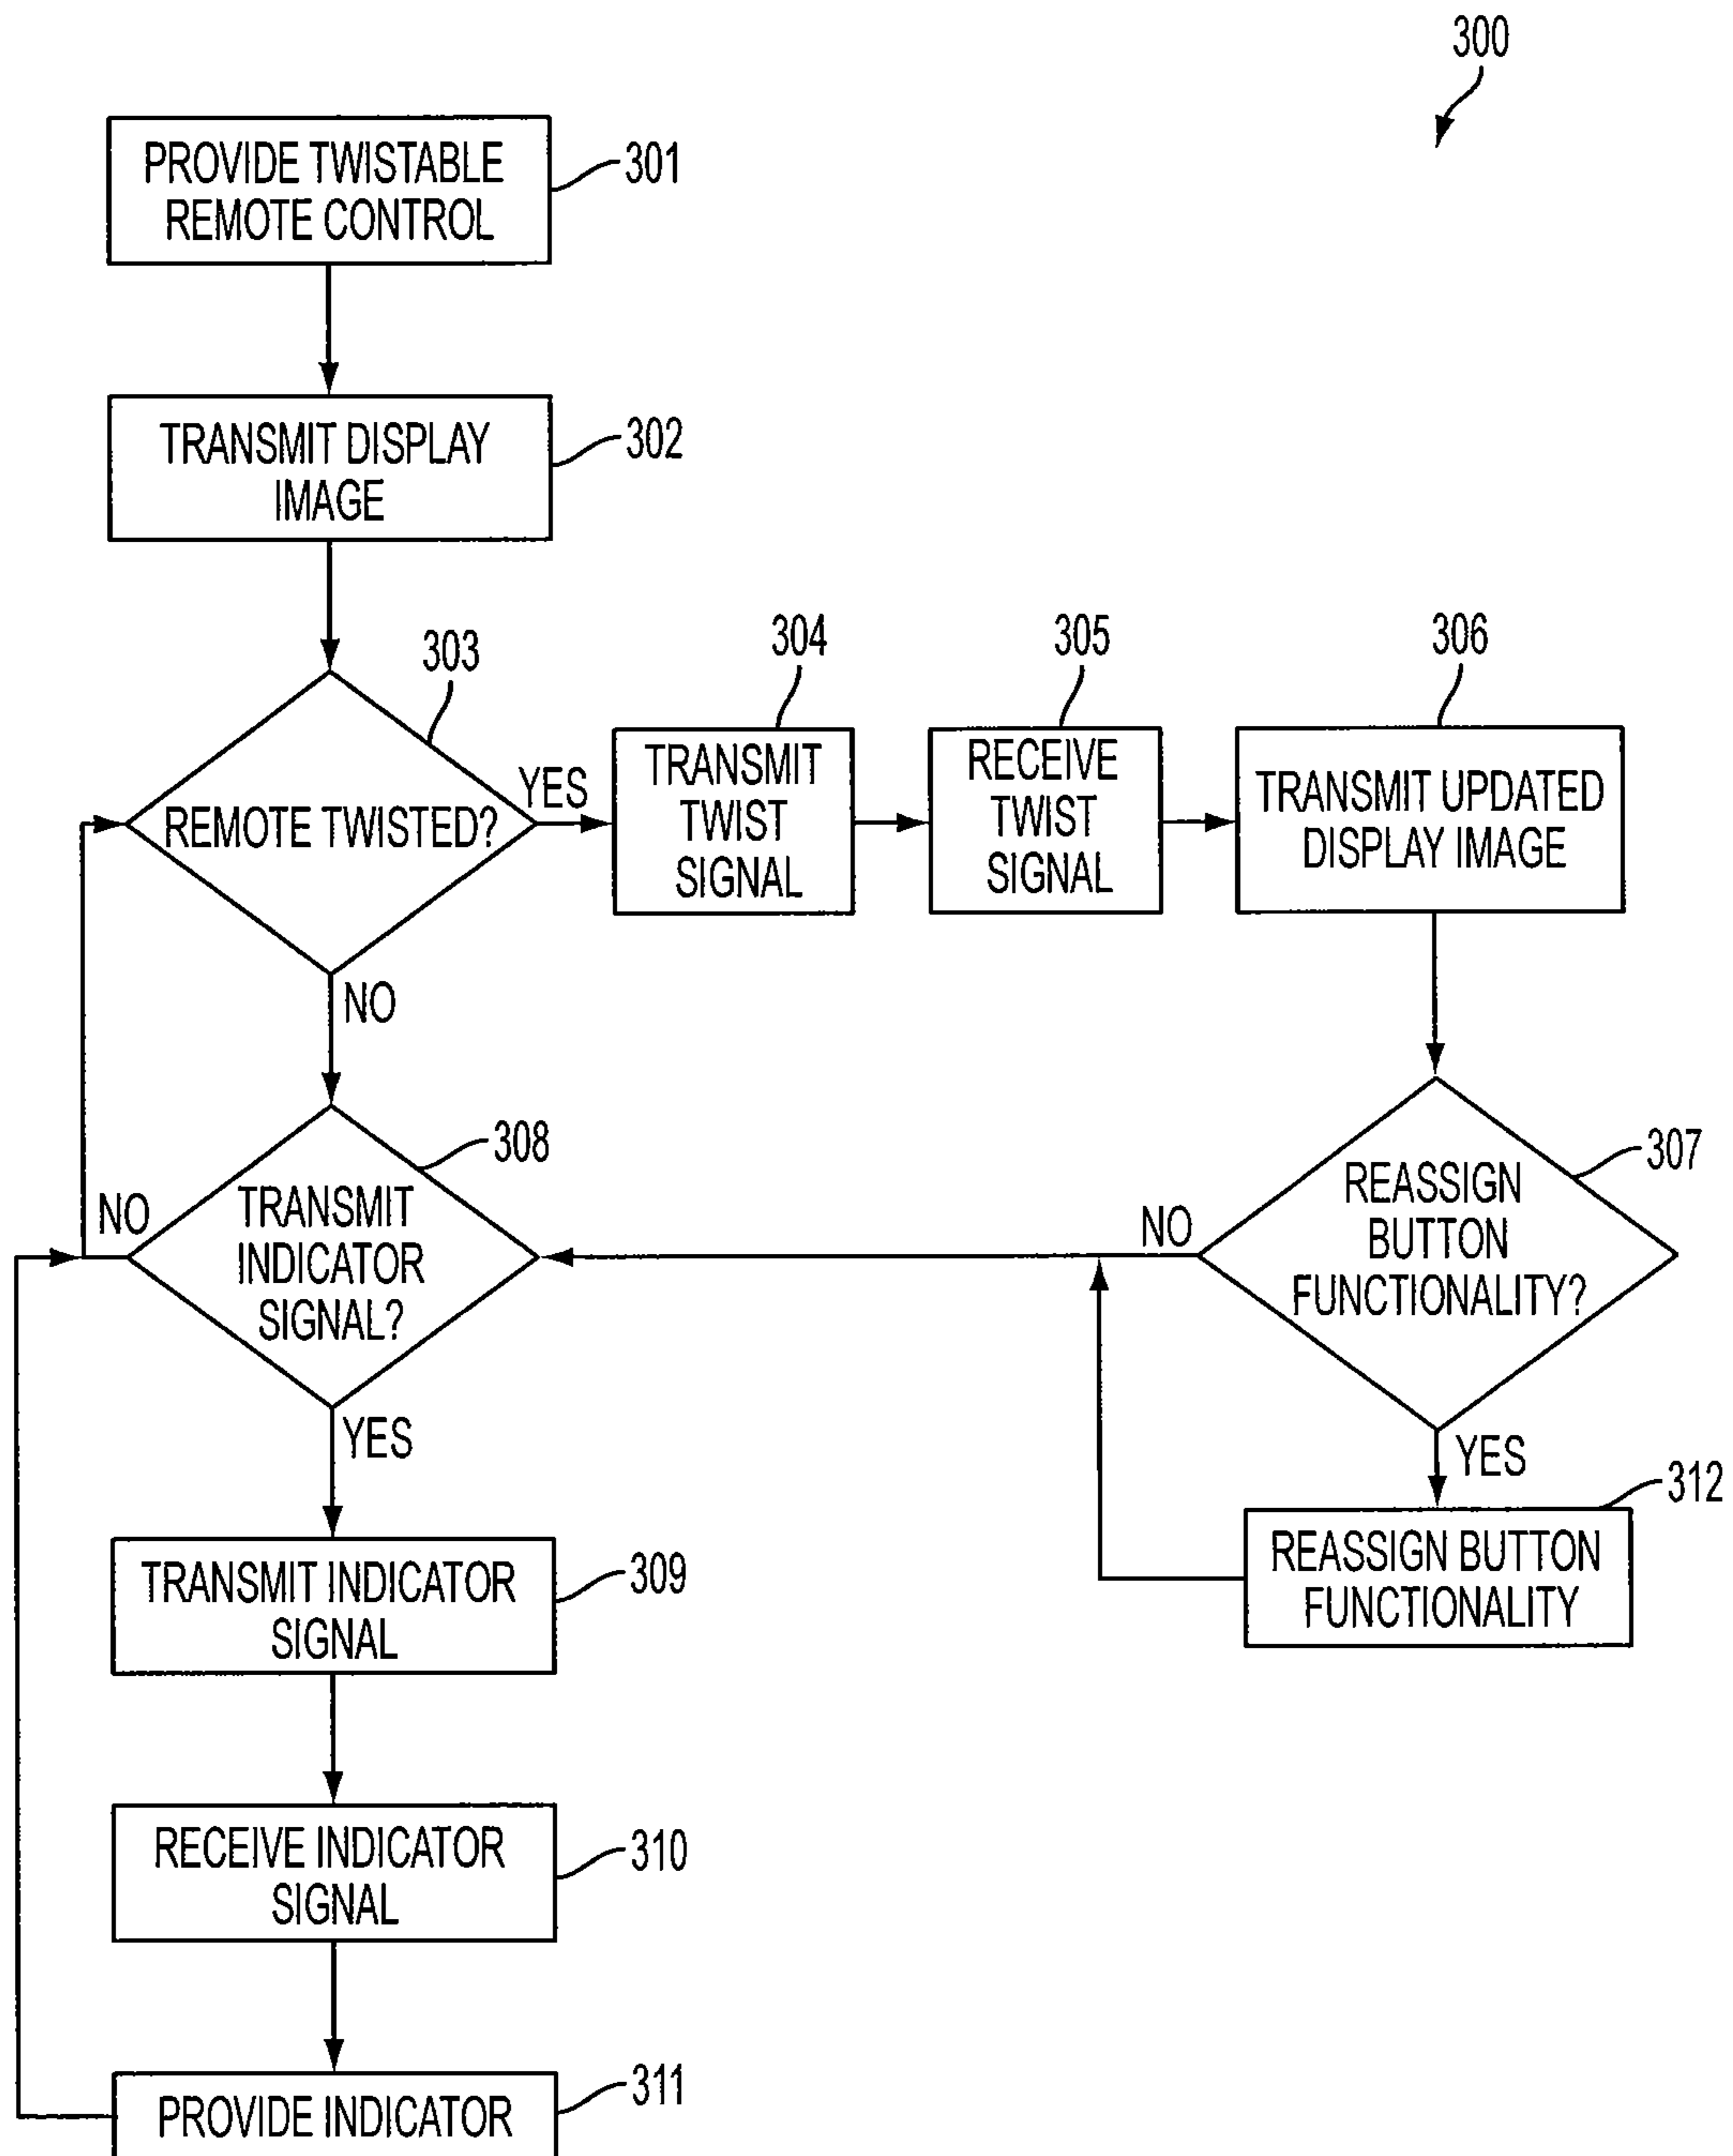 300
PROVIDE TWISTABLE
REMOTE CONTROL
301
TRANSMIT DISPLAY
IMAGE
302
303
REMOTE TWISTED?
YES
NO
304
TRANSMIT
TWIST
SIGNAL
305
RECEIVE
TWIST
SIGNAL
306
TRANSMIT UPDATED
DISPLAY IMAGE
307
REASSIGN
BUTTON
FUNCTIONALITY?
NO
YES
312
REASSIGN BUTTON
FUNCTIONALITY
308
TRANSMIT
INDICATOR
SIGNAL?
NO
YES
TRANSMIT INDICATOR
SIGNAL
309
RECEIVE INDICATOR
SIGNAL
310
PROVIDE INDICATOR
311